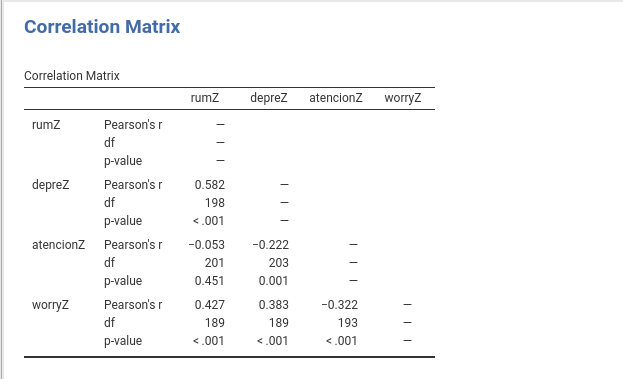 Correlation Matrix
Correlation Matrix
rumZ depreZ atencionZ worryZ
rumZ Pearson's r —
df —
p-value —
depreZ Pearson's r 0.582 —
df 198 —
p-value < .001 —
atencionZ Pearson's r −0.053 −0.222 —
df 201 203 —
p-value 0.451 0.001 —
worryZ Pearson's r 0.427 0.383 −0.322 —
df 189 189 193 —
p-value < .001 < .001 < .001 —